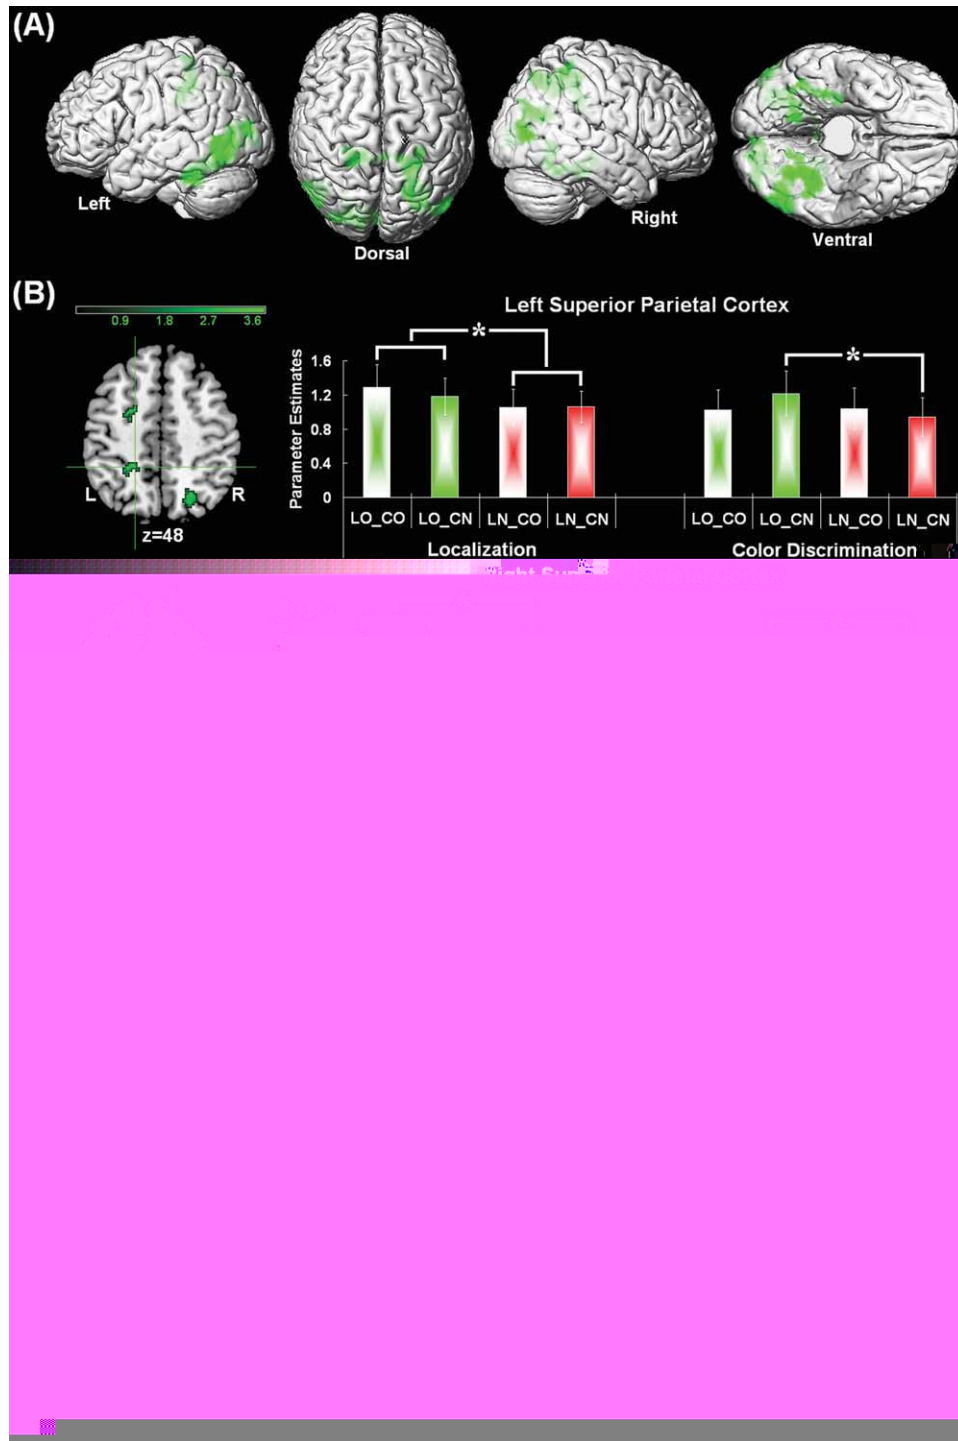 (A)
Left
Dorsal
Right
Ventral
(B)
0.9 1.8 2.7 3.6
L R
z=48
Left Superior Parietal Cortex
Parameter Estimates
1.6
1.2
0.8
0.4
0
* *
LO_CO LO_CN LN_CO LN_CN LO_CO LO_CN LN_CO LN_CN
Localization Color Discrimination